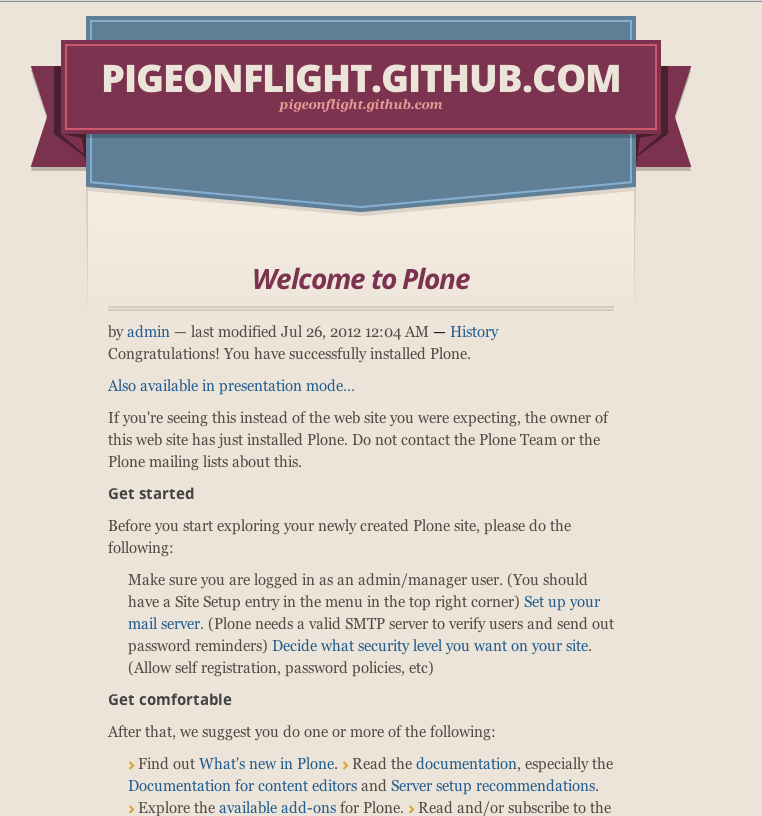 PIGEONFLIGHT.GITHUB.COM
pigeonflight.github.com
Welcome to Plone
by admin — last modified Jul 26, 2012 12:04 AM — History
Congratulations! You have successfully installed Plone.
Also available in presentation mode...
If you're seeing this instead of the web site you were expecting, the owner of
this web site has just installed Plone. Do not contact the Plone Team or the
Plone mailing lists about this.
Get started
Before you start exploring your newly created Plone site, please do the
following:
Make sure you are logged in as an admin/manager user. (You should
have a Site Setup entry in the menu in the top right corner) Set up your
mail server. (Plone needs a valid SMTP server to verify users and send out
password reminders) Decide what security level you want on your site.
(Allow self registration, password policies, etc)
Get comfortable
After that, we suggest you do one or more of the following:
› Find out What's new in Plone. › Read the documentation, especially the
Documentation for content editors and Server setup recommendations.
› Explore the available add-ons for Plone. › Read and/or subscribe to the